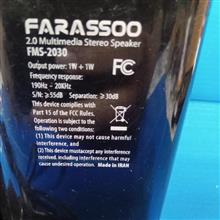 FARASSOO
2.0 Multimedia Stereo Speaker
FMS-2030
Output power: 1W + 1W
FC
Frequency response:
190Hz - 20KHz
S/N: ≥55dB Separation: ≥30dB
This device complies with
Part 15 of the FCC Rules.
Operation is subject to the following
two conditions:
(1) This device may not cause harmful
interference , and
(2) This device must accept any interference
received, including interference that may
cause undesired operation.
Made in IRAN